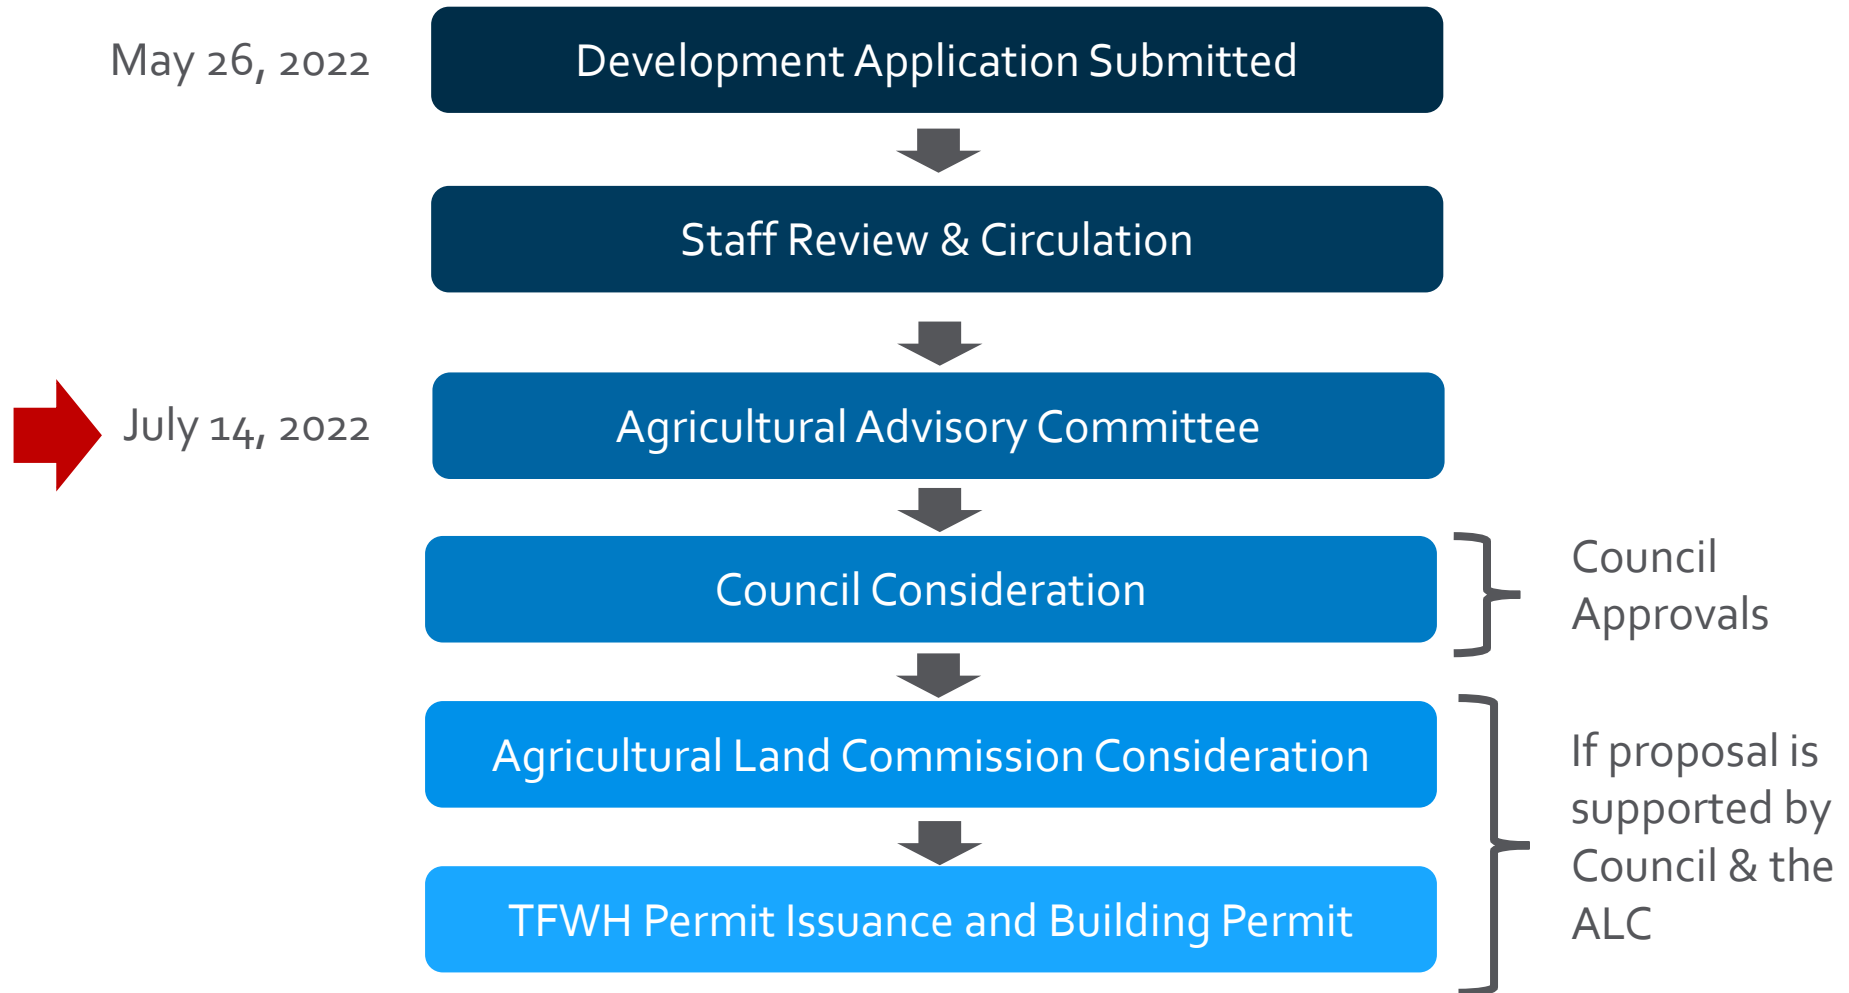 May 26, 2022
Development Application Submitted
Staff Review & Circulation
July 14, 2022
Agricultural Advisory Committee
Council Consideration
Council
Approvals
Agricultural Land Commission Consideration
If proposal is
supported by
Council & the
ALC
TFWH Permit Issuance and Building Permit